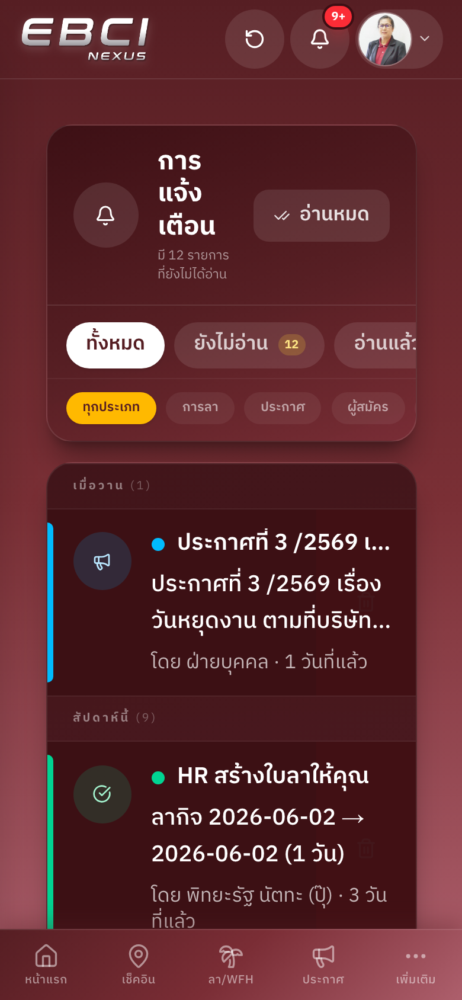 EBCI
NEXUS
9+
การ
แจ้ง
เตือน
มี 12 รายการ
ที่ยังไม่ได้อ่าน
อ่านหมด
ทั้งหมด
ยังไม่อ่าน 12
อ่านแล้ว
ทุกประเภท
การลา
ประกาศ
ผู้สมัคร
เมื่อวาน (1)
ประกาศที่ 3 /2569 เ...
ประกาศที่ 3 /2569 เรื่อง
วันหยุดงาน ตามที่บริษัท...
โดย ฝ่ายบุคคล · 1 วันที่แล้ว
สัปดาห์นี้ (9)
HR สร้างใบลาให้คุณ
ลากิจ 2026-06-02 →
2026-06-02 (1 วัน)
โดย พิทยะรัฐ นัตทะ (ปุ๊) · 3 วัน
ที่แล้ว
หน้าแรก
เช็คอิน
ลา/WFH
ประกาศ
เพิ่มเติม